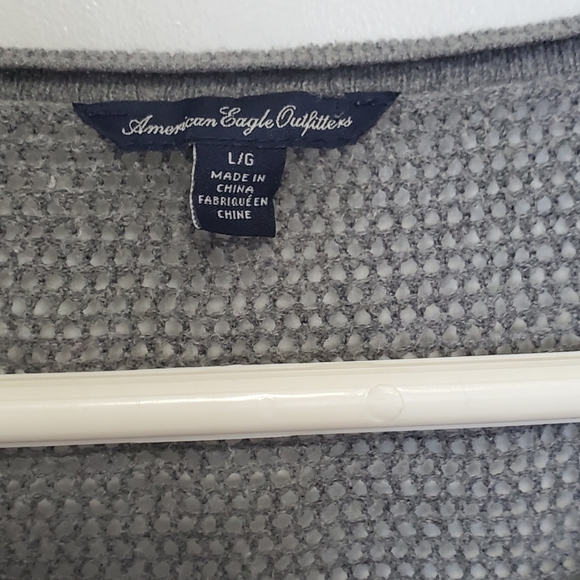 American Eagle Outfitters
L/G
MADE IN
CHINA
FABRIQUÉ EN
CHINE